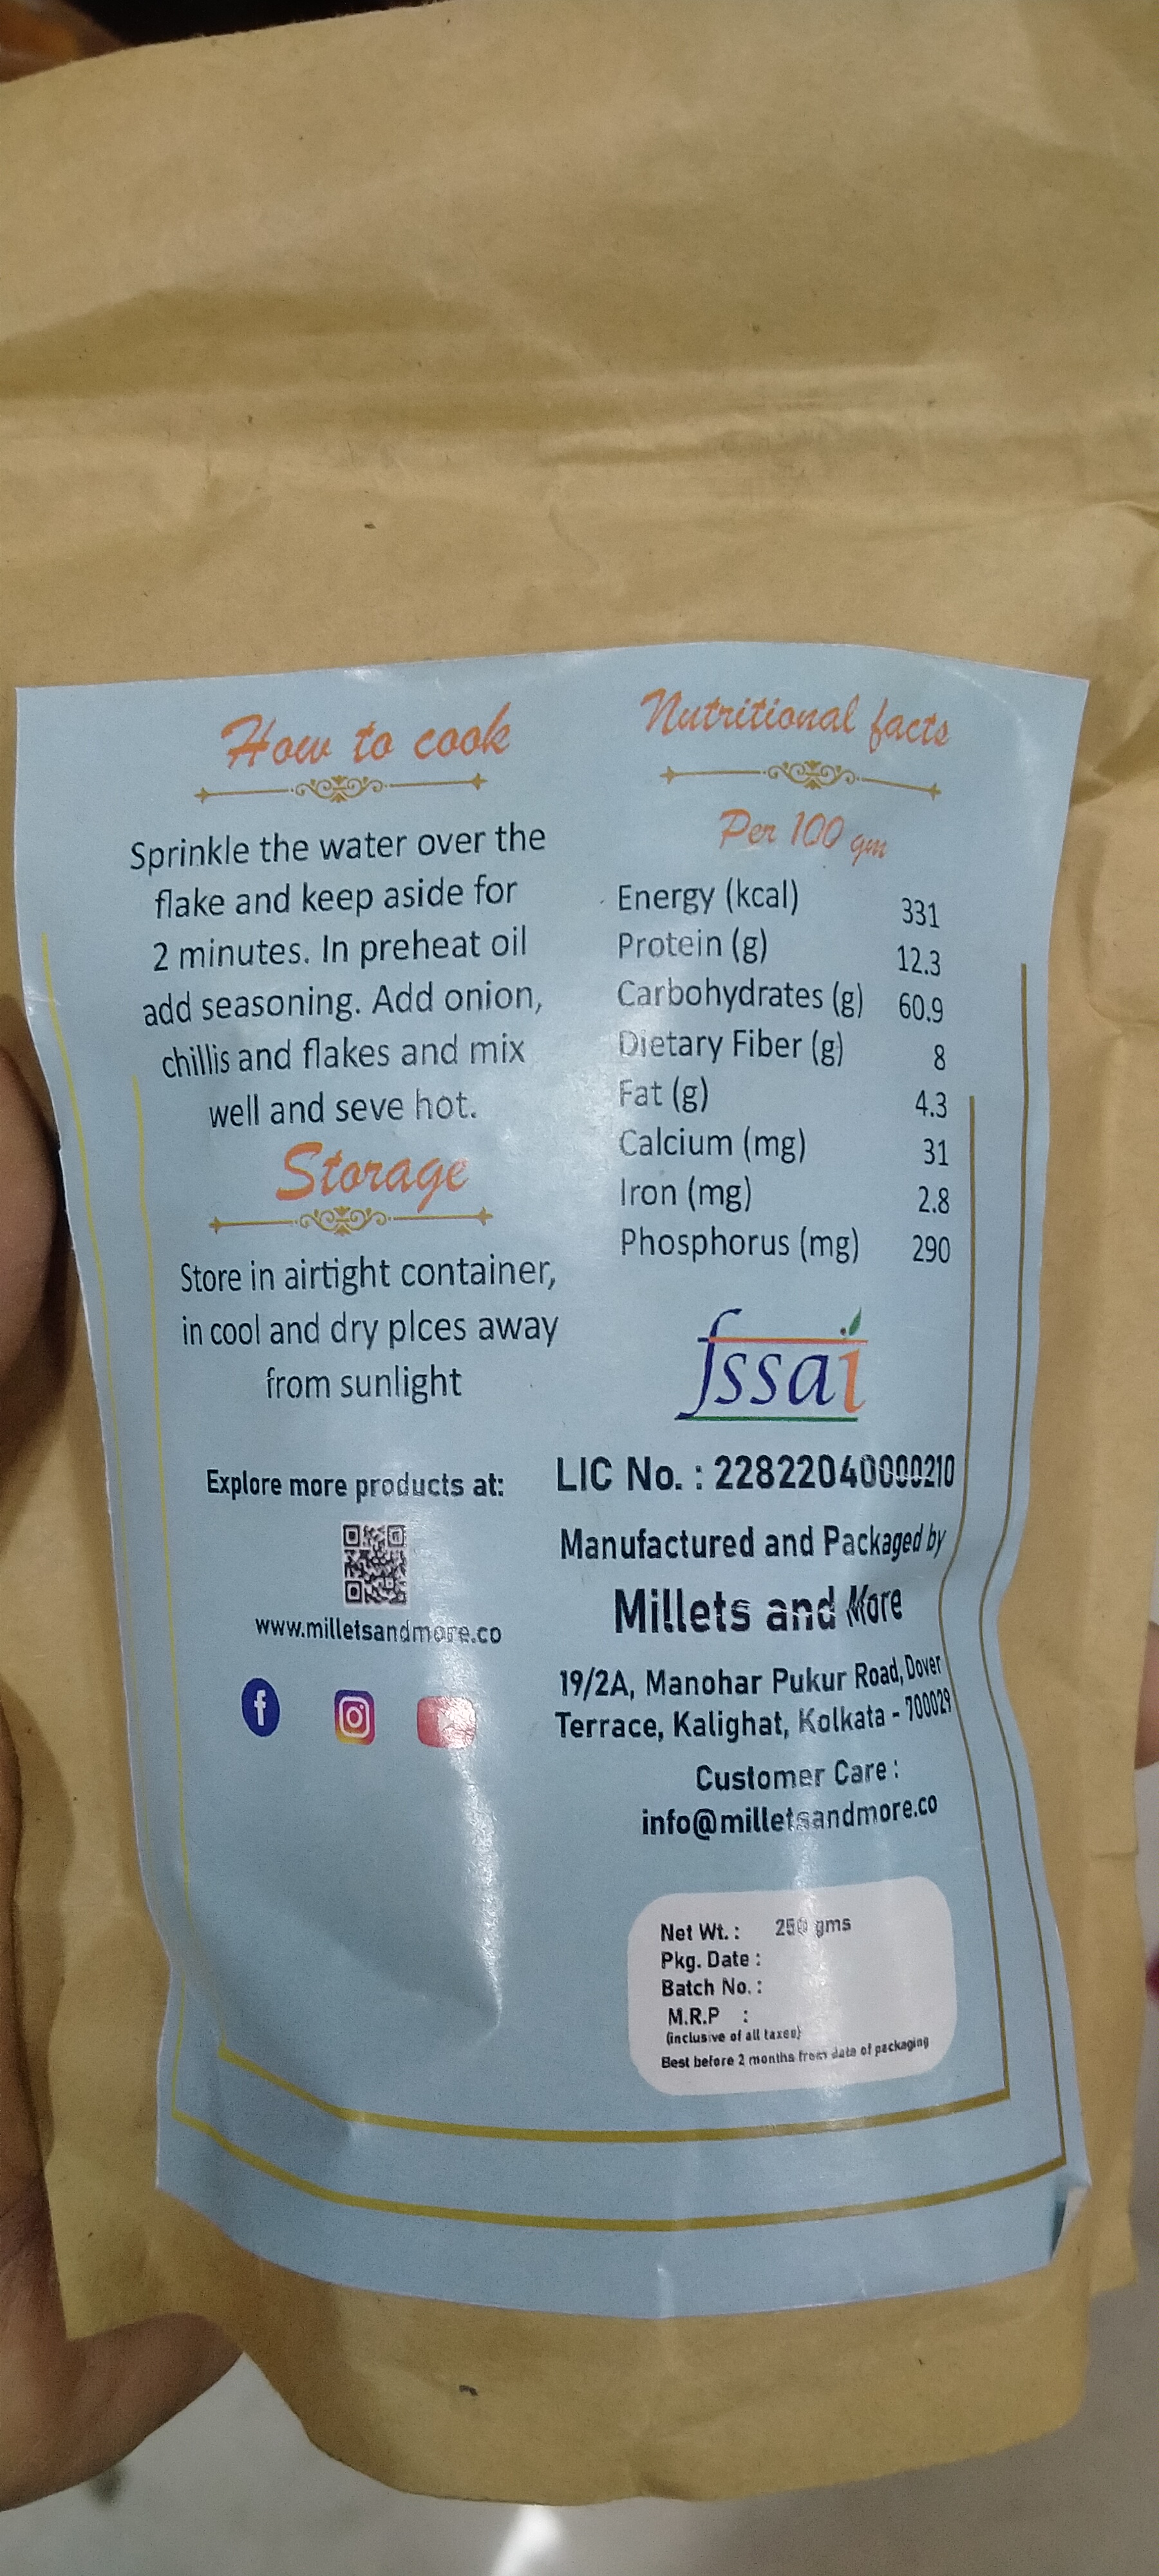 How to cook
Sprinkle the water over the
flake and keep aside for
2 minutes. In preheat oil
add seasoning. Add onion,
chillis and flakes and mix
well and seve hot.
Storage
Store in airtight container,
in cool and dry plces away
from sunlight
Explore more products at:
www.milletsandmore.co
Nutritional facts
Per 100 gm
Energy (kcal) 331
Protein (g) 12.3
Carbohydrates (g) 60.9
Dietary Fiber (g) 8
Fat (g) 4.3
Calcium (mg) 31
Iron (mg) 2.8
Phosphorus (mg) 290
fssai
LIC No. : 22822040000210
Manufactured and Packaged by
Millets and More
19/2A, Manohar Pukur Road, Dover
Terrace, Kalighat, Kolkata - 700029
Customer Care :
info@milletsandmore.co
Net Wt. : 250 gms
Pkg. Date :
Batch No. :
M.R.P :
(inclusive of all taxes)
Best before 2 months from date of packaging